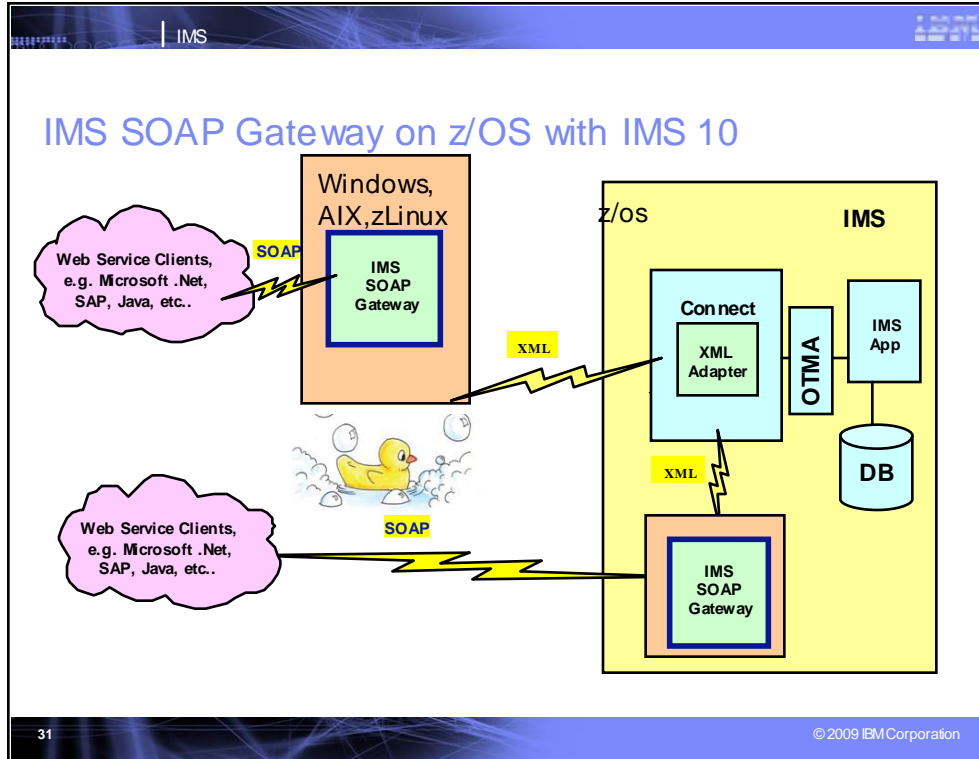 IMS
IBM
IMS SOAP Gateway on z/OS with IMS 10
Windows,
AIX,zLinux
z/os
IMS
Web Service Clients,
e.g. Microsoft .Net,
SAP, Java, etc..
SOAP
IMS
SOAP
Gateway
XML
Connect
XML
Adapter
OTMA
IMS
App
DB
XML
SOAP
Web Service Clients,
e.g. Microsoft .Net,
SAP, Java, etc..
IMS
SOAP
Gateway
31
© 2009 IBM Corporation